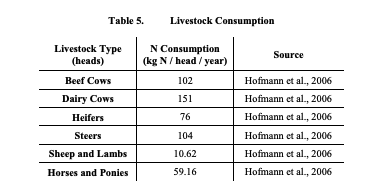 Table 5. Livestock Consumption
Livestock Type N Consumption Source
(heads) (kg N / head / year)
Beef Cows 102 Hofmann et al., 2006
Dairy Cows 151 Hofmann et al., 2006
Heifers 76 Hofmann et al., 2006
Steers 104 Hofmann et al., 2006
Sheep and Lambs 10.62 Hofmann et al., 2006
Horses and Ponies 59.16 Hofmann et al., 2006